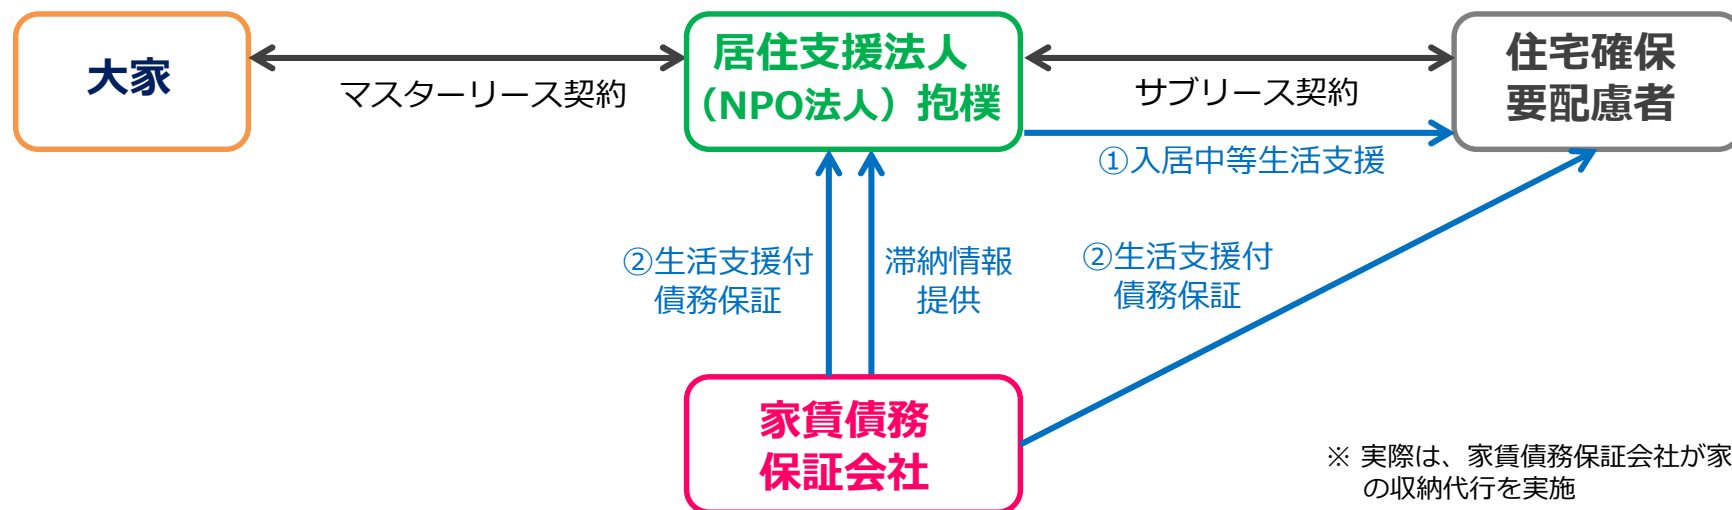 大家
マスターリース契約
居住支援法人
（NPO法人）抱樸
サブリース契約
住宅確保
要配慮者
①入居中等生活支援
②生活支援付
債務保証
滞納情報
提供
②生活支援付
債務保証
家賃債務
保証会社
※ 実際は、家賃債務保証会社が家
の収納代行を実施